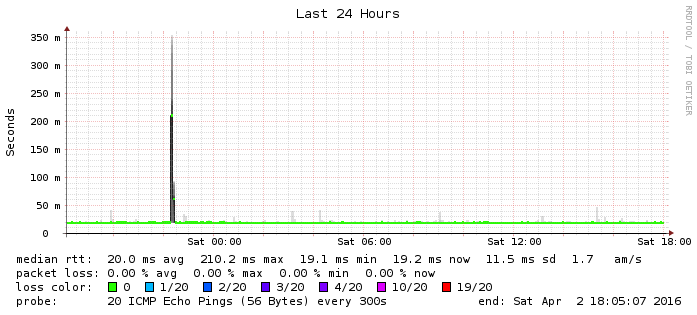 Last 24 Hours
RRDTOOL / TOBI OETIKER
Seconds
350 m
300 m
250 m
200 m
150 m
100 m
50 m
0
Sat 00:00 Sat 06:00 Sat 12:00 Sat 18:00
median rtt: 20.0 ms avg 210.2 ms max 19.1 ms min 19.2 ms now 11.5 ms sd 1.7 am/s
packet loss: 0.00 % avg 0.00 % max 0.00 % min 0.00 % now
loss color: 0 1/20 2/20 3/20 4/20 10/20 19/20
probe: 20 ICMP Echo Pings (56 Bytes) every 300s end: Sat Apr 2 18:05:07 2016